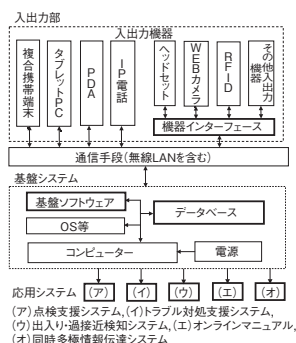 入出力部
入出力機器
複合携帯端末
タブレットPC
PDA
IP電話
ヘッドセット
WEBカメラ
RFID
その他入出力機器
機器インターフェース
通信手段(無線LANを含む)
基盤システム
基盤ソフトウェア
データベース
OS等
コンピューター
電源
応用システム
(ア)
(イ)
(ウ)
(エ)
(オ)
(ア)点検支援システム,(イ)トラブル対処支援システム,
(ウ)出入り・過接近検知システム,(エ)オンラインマニュアル,
(オ)同時多極情報伝達システム